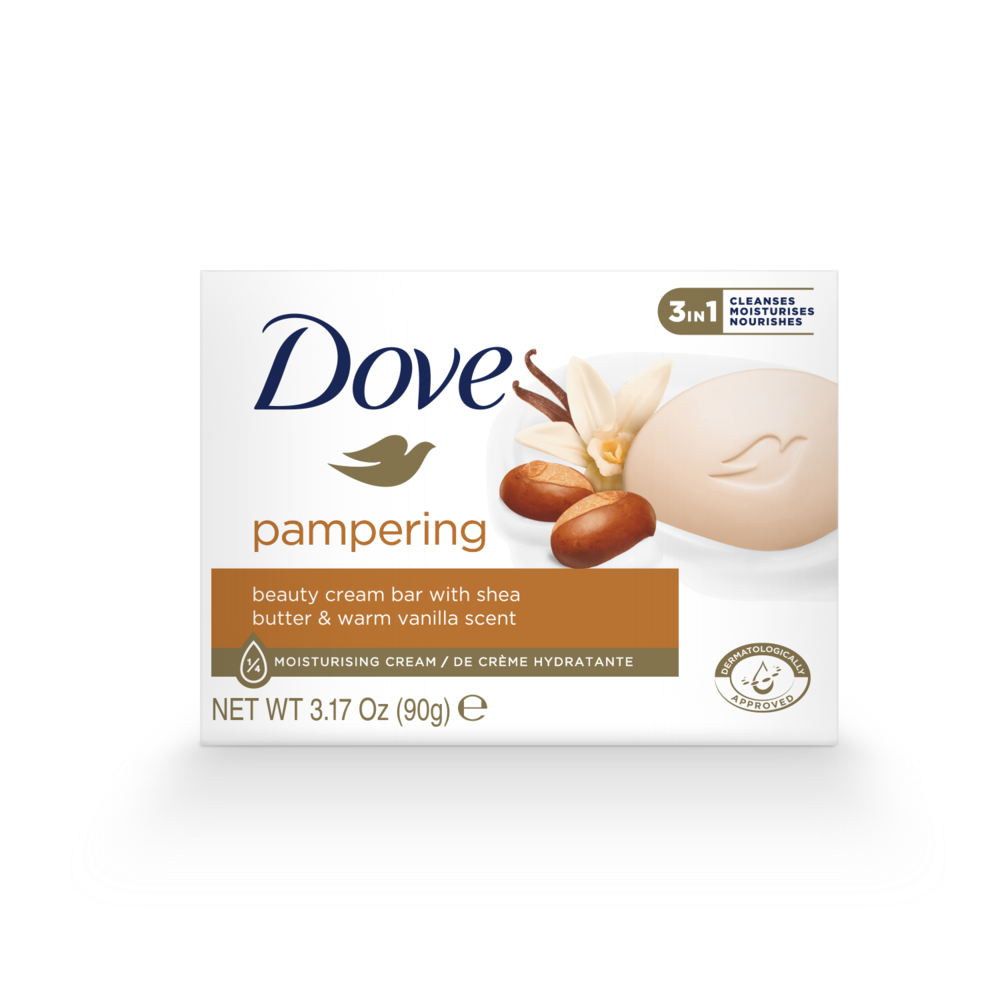 3IN1
CLEANSES
MOISTURISES
NOURISHES
Dove
pampering
beauty cream bar with shea
butter & warm vanilla scent
1/4 MOISTURISING CREAM / DE CRÈME HYDRATANTE
NET WT 3.17 Oz (90g) ℮
DERMATOLOGICALLY
APPROVED